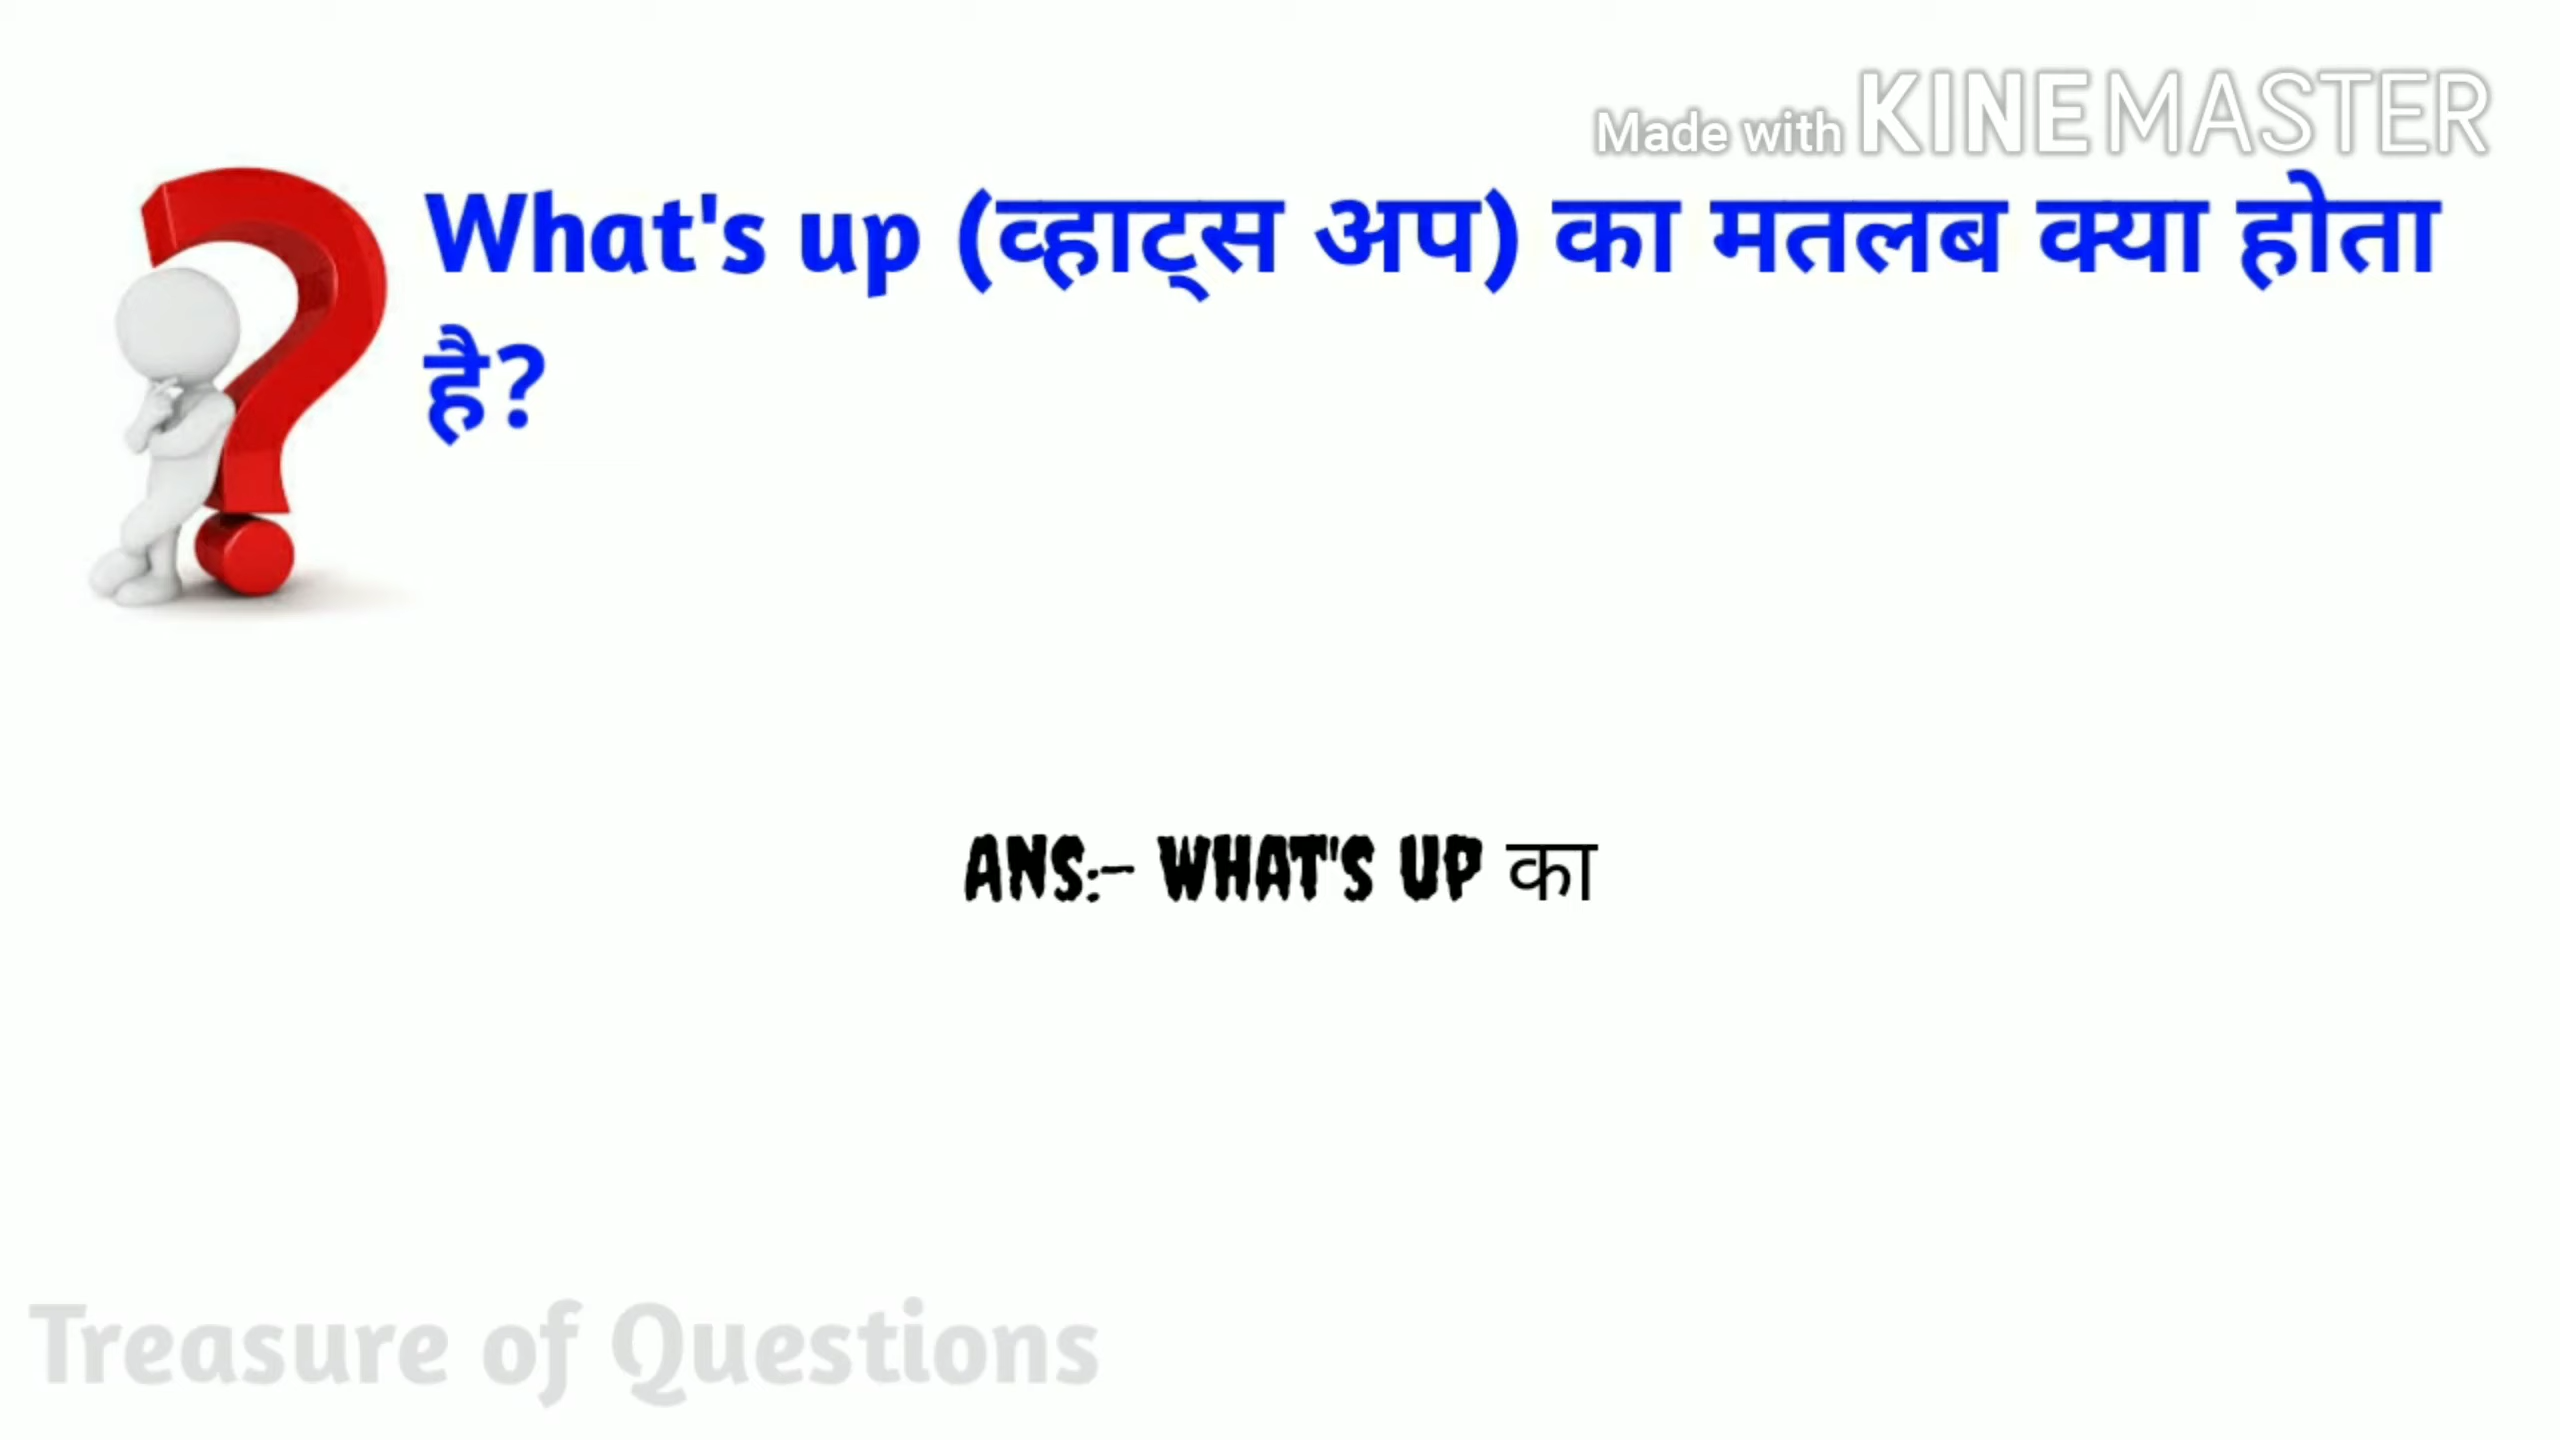 Made with KINEMASTER
What's up (व्हाट्स अप) का मतलब क्या होता
है?
ANS:- WHAT'S UP का
Treasure of Questions